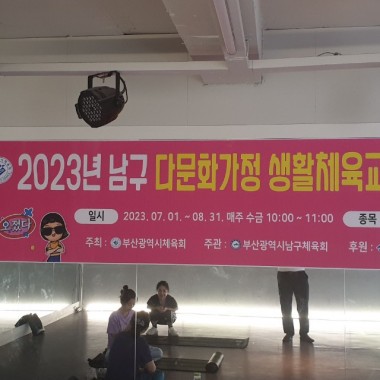 2023년 남구 다문화가정 생활체육교
일시 2023. 07. 01. ~ 08. 31. 매주 수금 10:00 ~ 11:00 종목
오졌다
주최 : 부산광역시체육회 주관 : 부산광역시남구체육회 후원 :